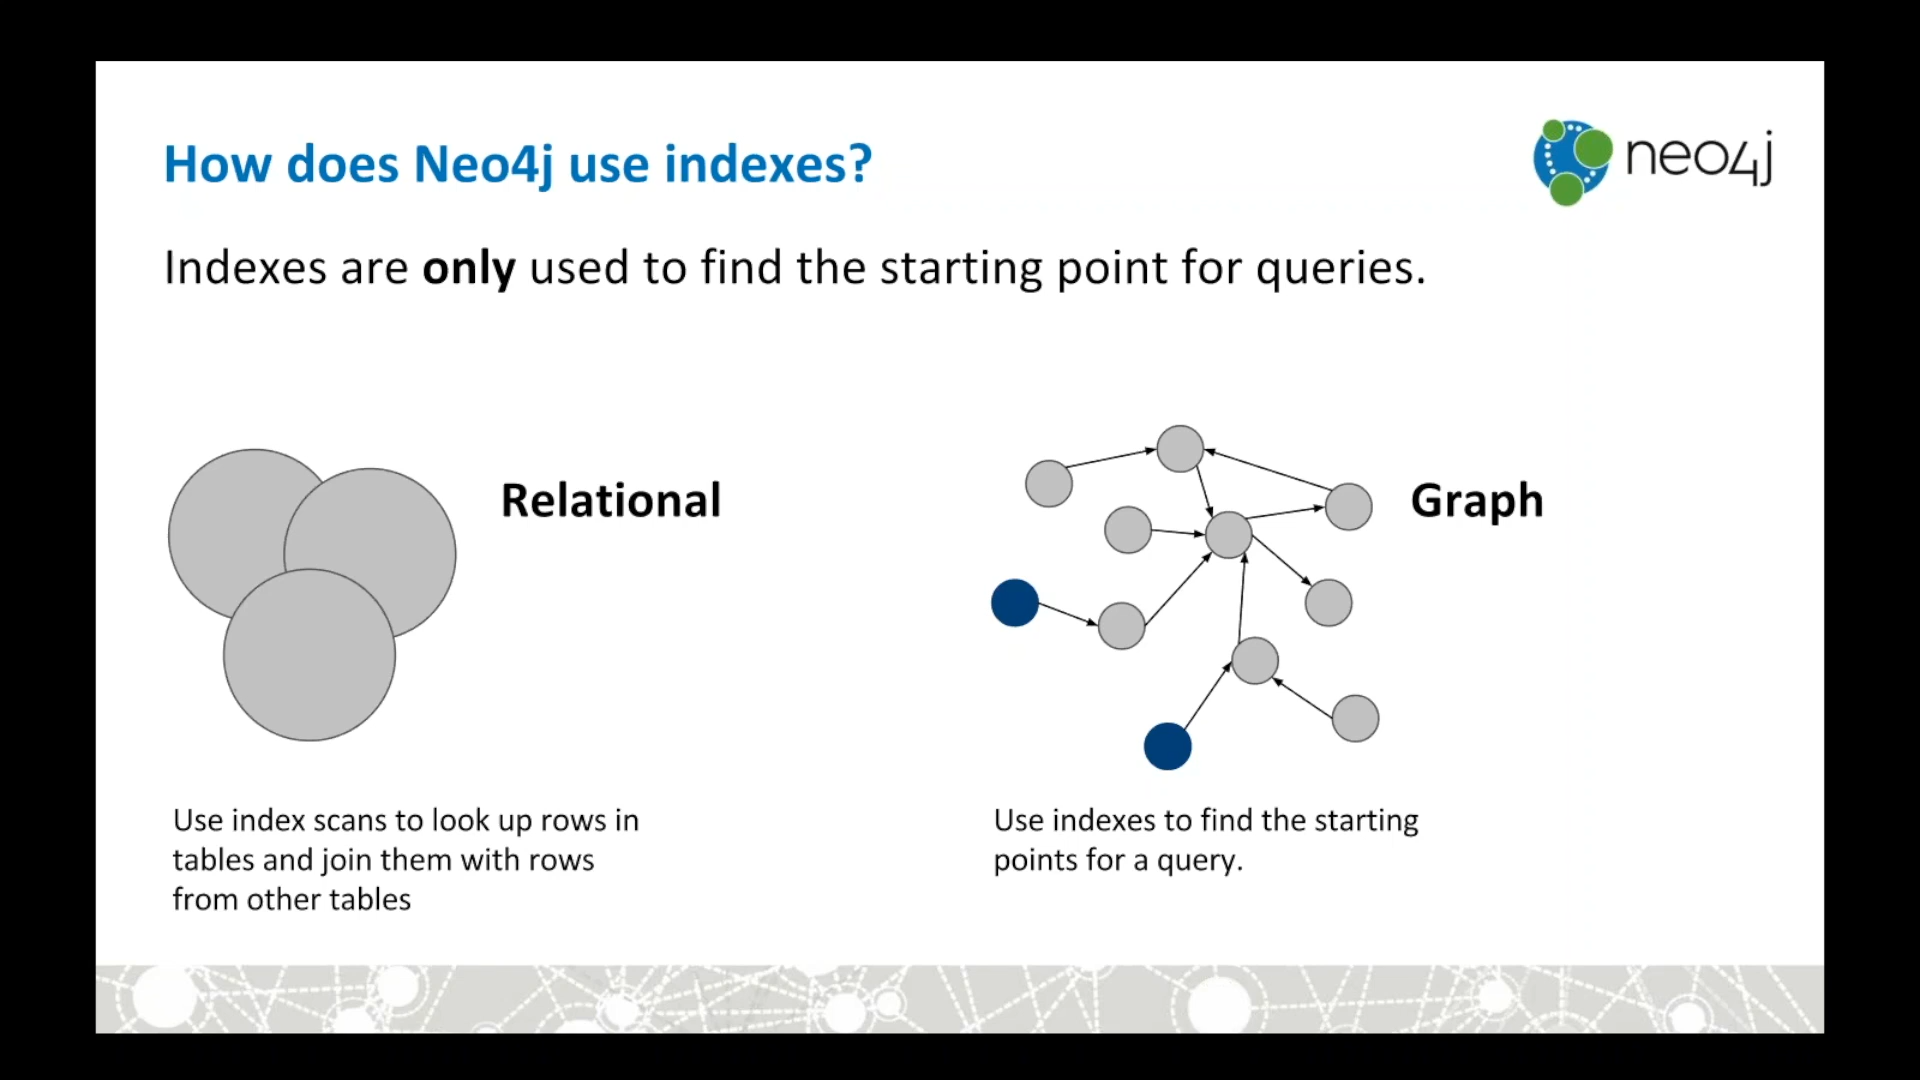 How does Neo4j use indexes?
neo4j
Indexes are only used to find the starting point for queries.
Relational
Graph
Use index scans to look up rows in
tables and join them with rows
from other tables
Use indexes to find the starting
points for a query.